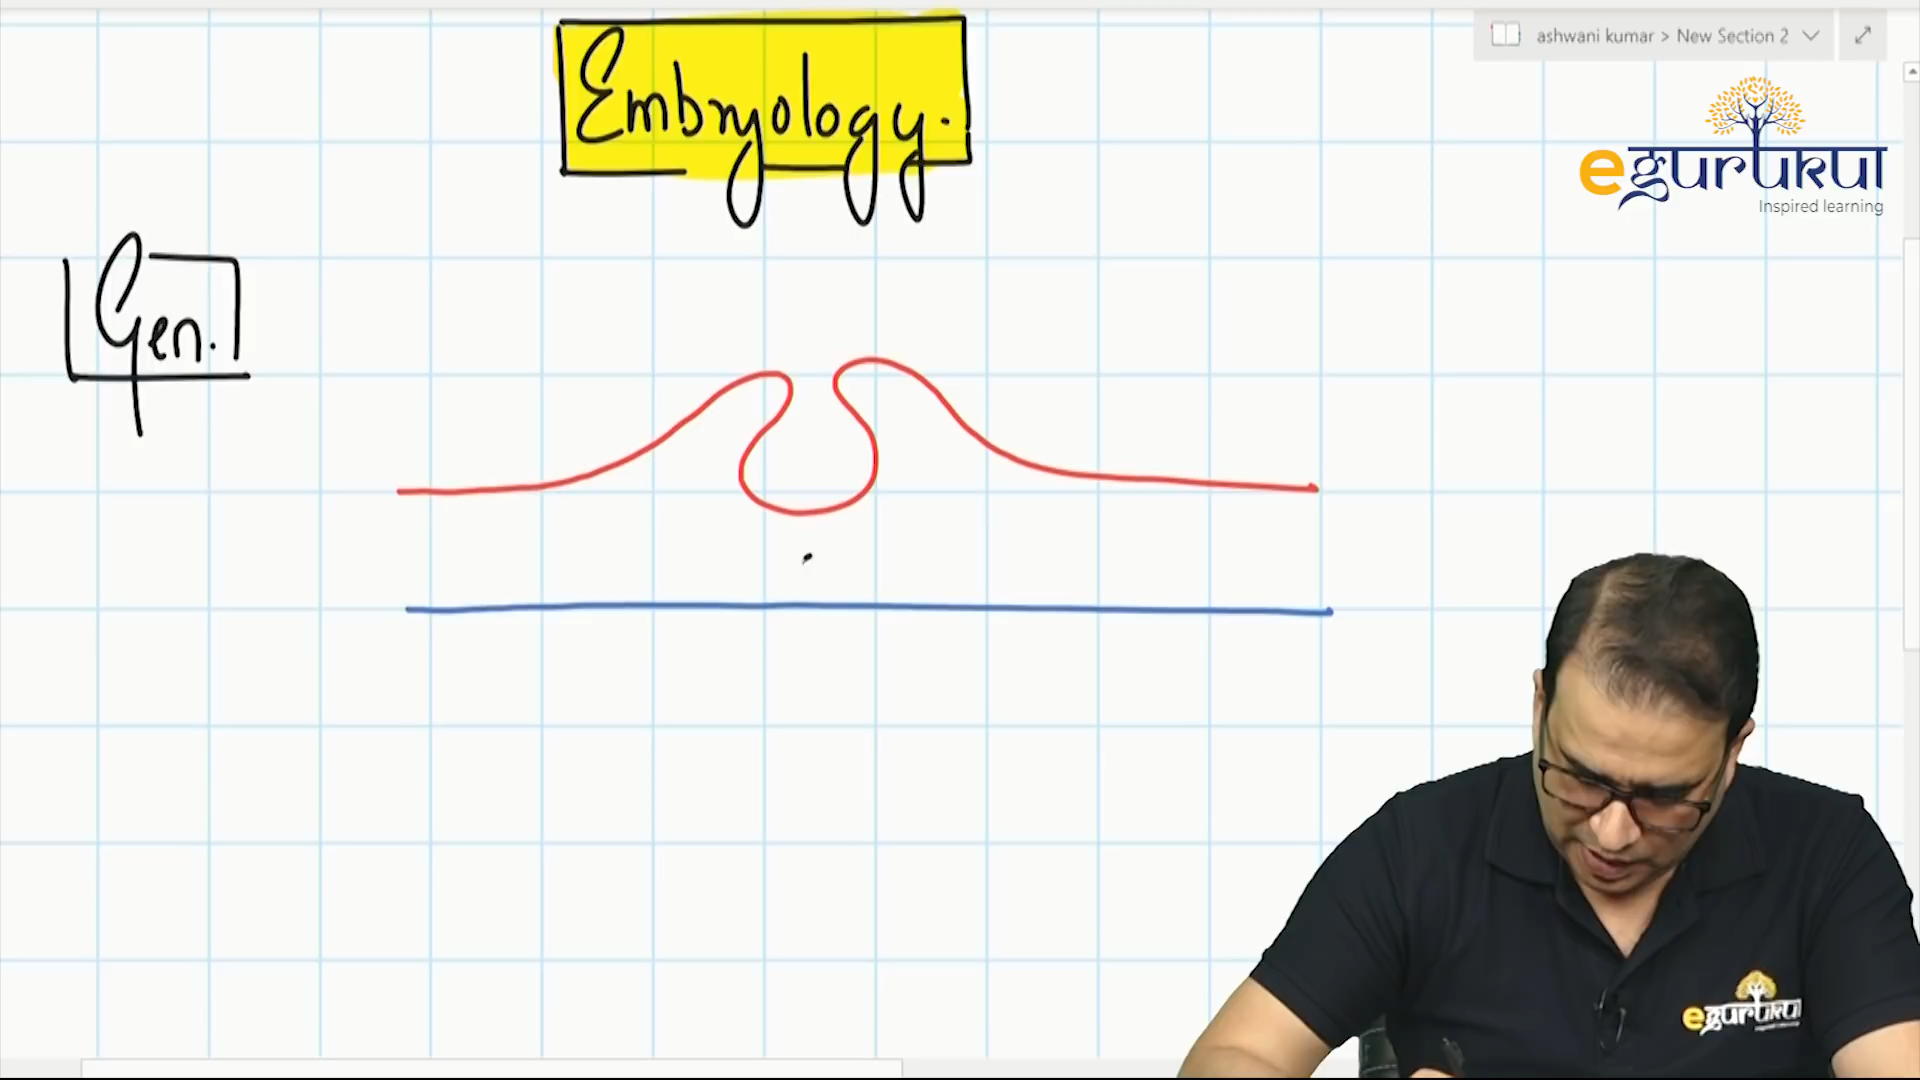 Embryology.
ashwani kumar > New Section 2
egurukul
Inspired learning
Gen.
egurukul